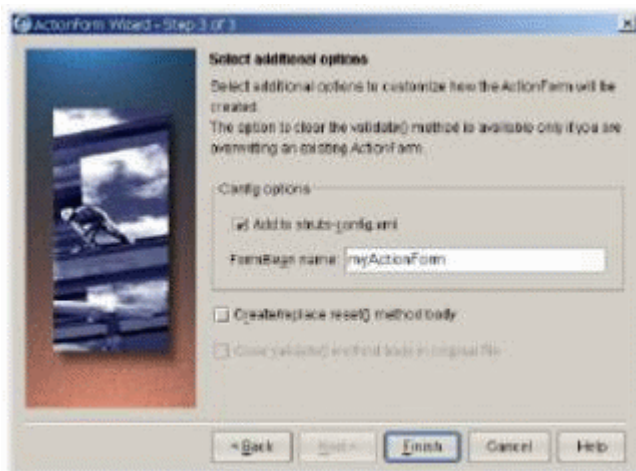 ActionForm Wizard - Step 3 of 3
Select additional options
Select additional options to customize how the ActionForm will be
created.
The option to clear the validate() method is available only if you are
overwriting an existing ActionForm.
Config options
Add to struts-config.xml
FormBean name: myActionForm
Create/replace reset() method body
Clear validate() method body in original file
< Back
Next >
Finish
Cancel
Help